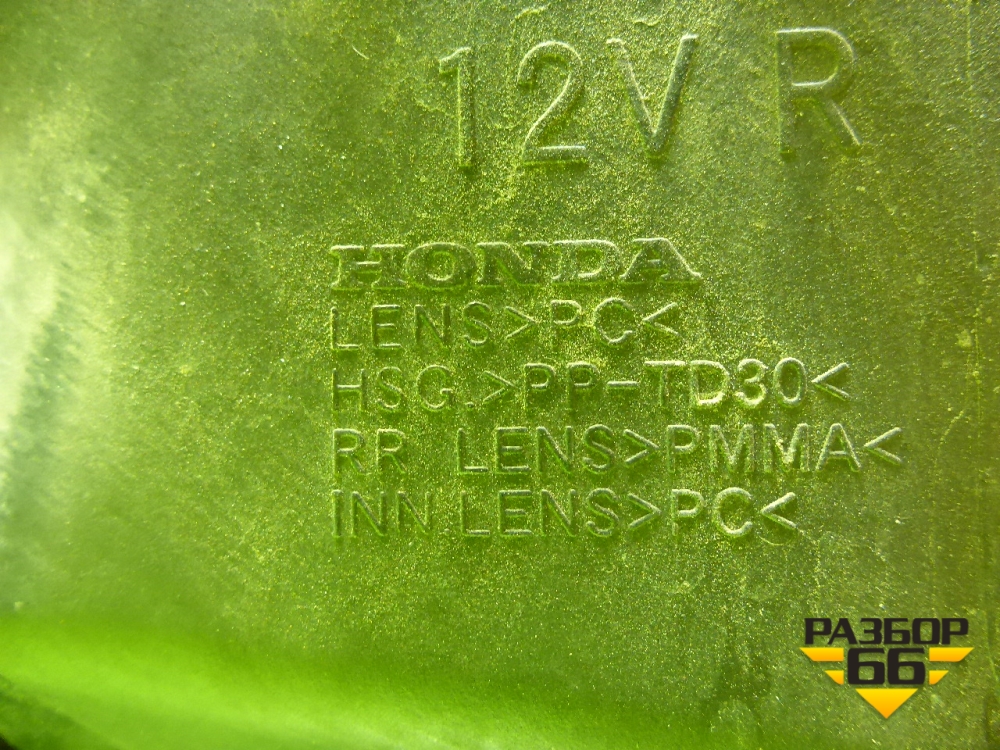 12V R
HONDA
LENS>PC<
HSG.>PP-TD30<
RR LENS>PMMA<
INN LENS>PC<
РАЗБОР
66